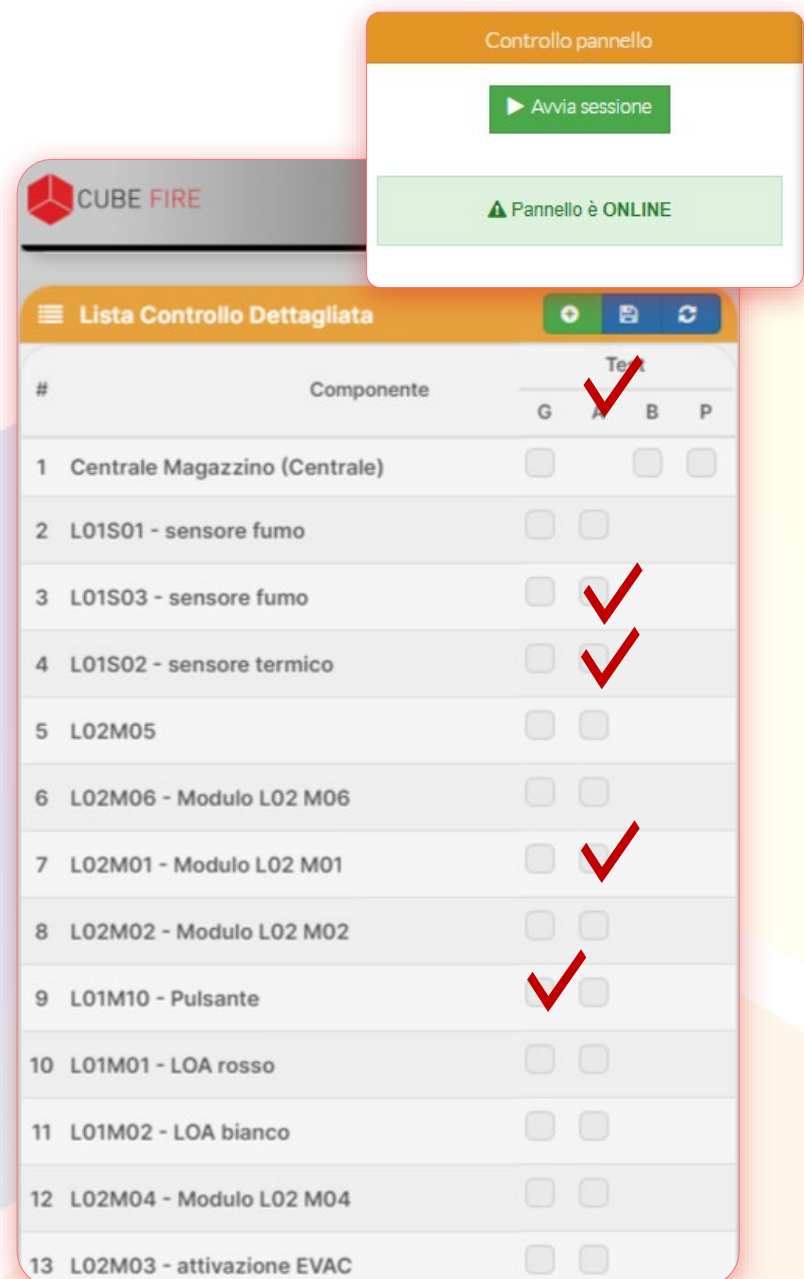 Controllo pannello
Avvia sessione
Pannello è ONLINE
CUBE FIRE
Lista Controllo Dettagliata
Test
# Componente
G A B P
1 Centrale Magazzino (Centrale)
2 L01S01 - sensore fumo
3 L01S03 - sensore fumo
4 L01S02 - sensore termico
5 L02M05
6 L02M06 - Modulo L02 M06
7 L02M01 - Modulo L02 M01
8 L02M02 - Modulo L02 M02
9 L01M10 - Pulsante
10 L01M01 - LOA rosso
11 L01M02 - LOA bianco
12 L02M04 - Modulo L02 M04
13 L02M03 - attivazione EVAC